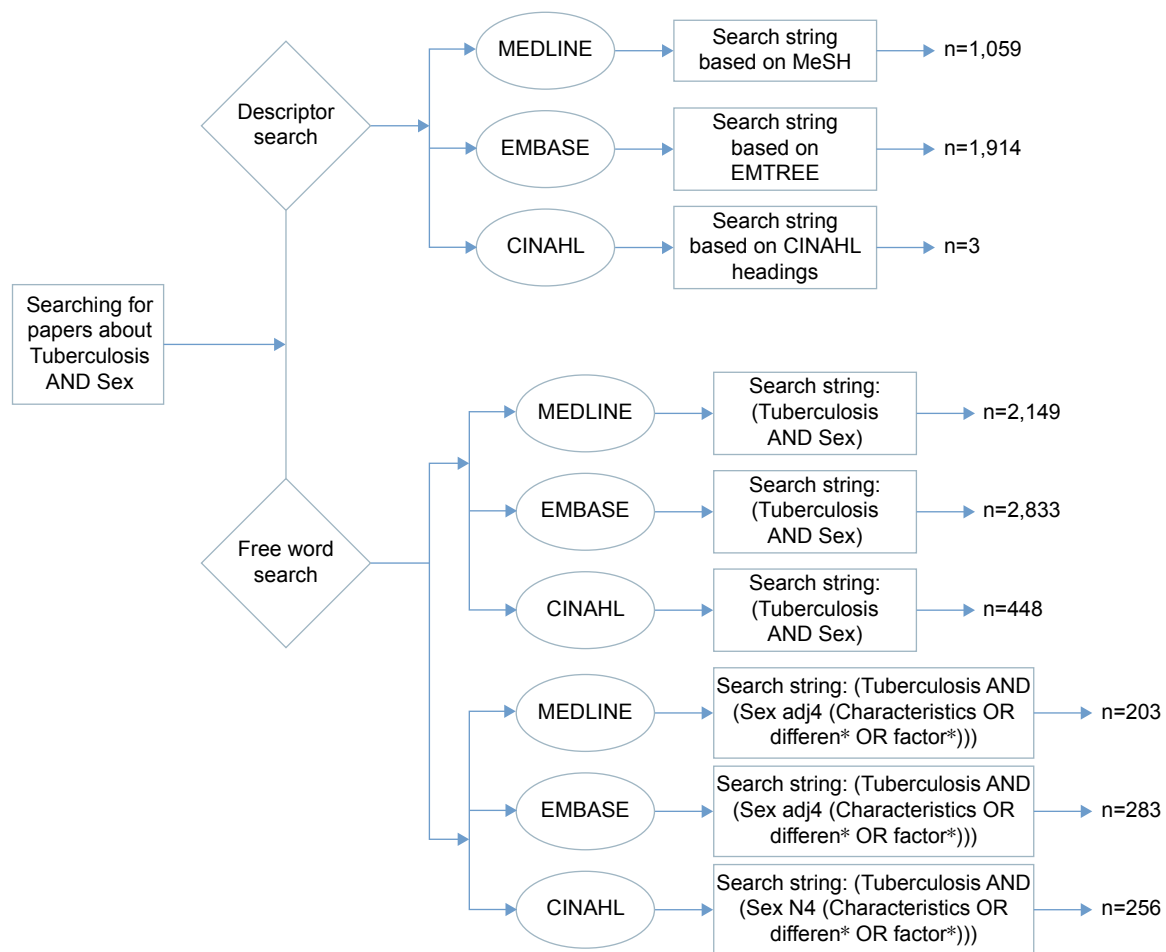 MEDLINE
Search string
based on MeSH
n=1,059
Descriptor
search
EMBASE
Search string
based on
EMTREE
n=1,914
CINAHL
Search string
based on CINAHL
headings
n=3
Searching for
papers about
Tuberculosis
AND Sex
MEDLINE
Search string:
(Tuberculosis
AND Sex)
n=2,149
Free word
search
EMBASE
Search string:
(Tuberculosis
AND Sex)
n=2,833
CINAHL
Search string:
(Tuberculosis
AND Sex)
n=448
MEDLINE
Search string: (Tuberculosis AND
(Sex adj4 (Characteristics OR
differen* OR factor*)))
n=203
EMBASE
Search string: (Tuberculosis AND
(Sex adj4 (Characteristics OR
differen* OR factor*)))
n=283
CINAHL
Search string: (Tuberculosis AND
(Sex N4 (Characteristics OR
differen* OR factor*)))
n=256